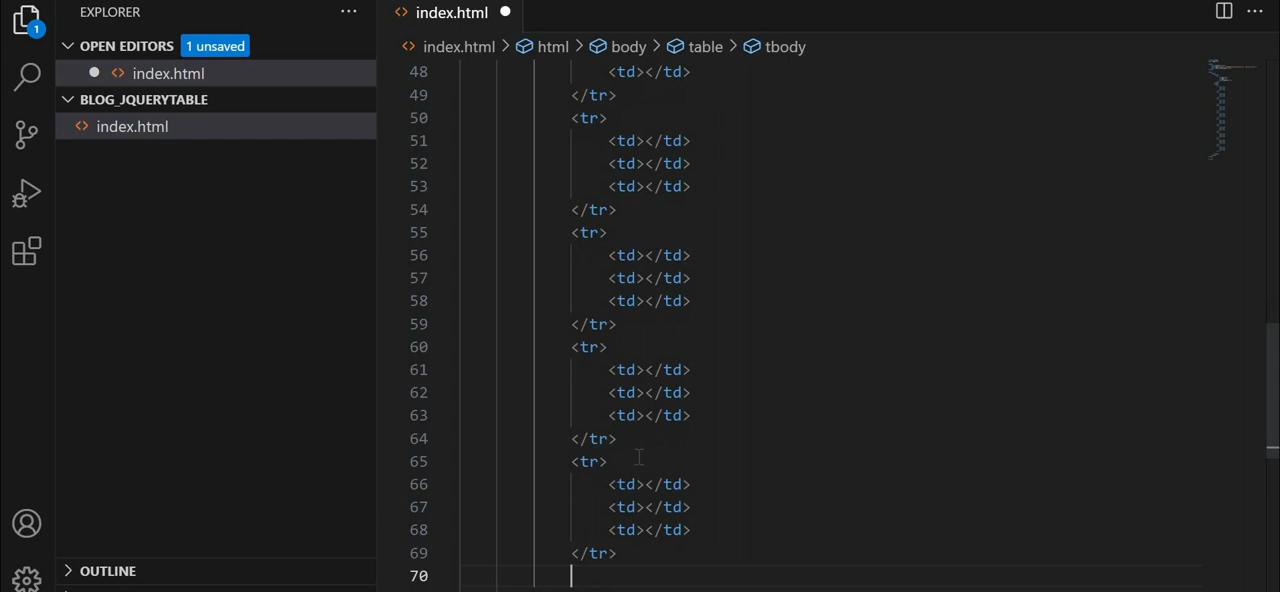 EXPLORER
1
OPEN EDITORS 1 unsaved
index.html
BLOG_JQUERYTABLE
index.html
OUTLINE
index.html
index.html > html > body > table > tbody
48 <td></td>
49 </tr>
50 <tr>
51 <td></td>
52 <td></td>
53 <td></td>
54 </tr>
55 <tr>
56 <td></td>
57 <td></td>
58 <td></td>
59 </tr>
60 <tr>
61 <td></td>
62 <td></td>
63 <td></td>
64 </tr>
65 <tr>
66 <td></td>
67 <td></td>
68 <td></td>
69 </tr>
70